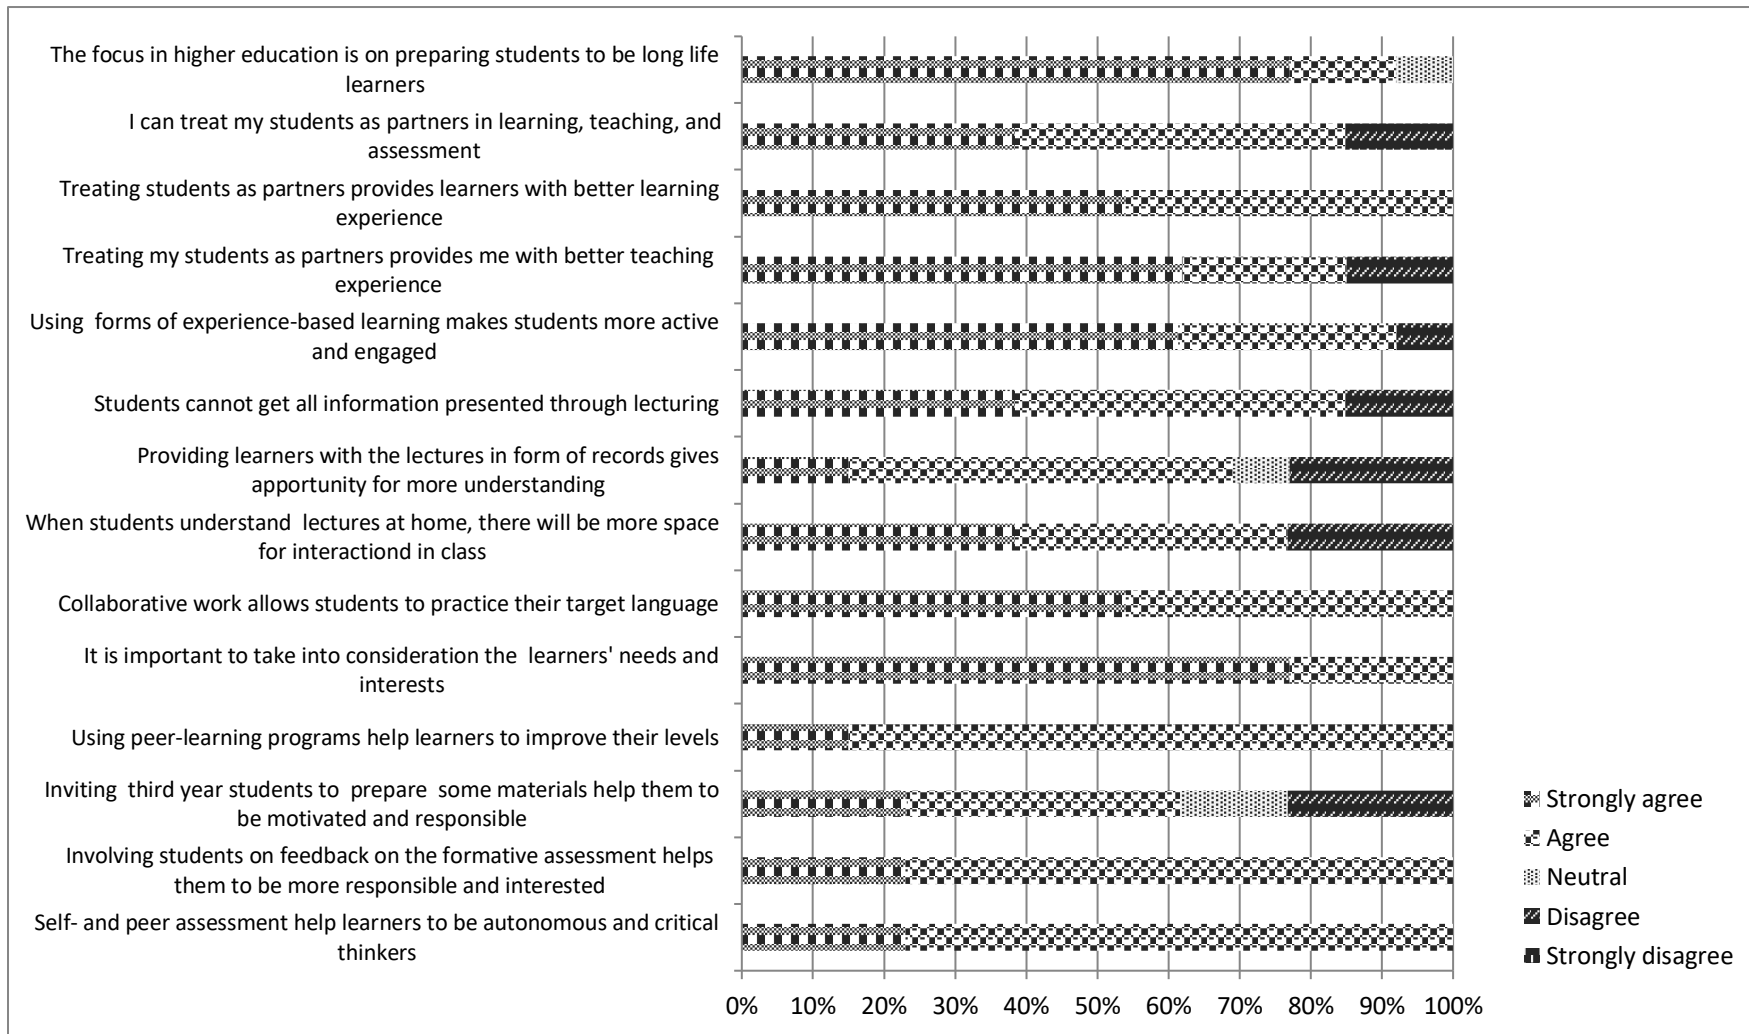 The focus in higher education is on preparing students to be long life
learners
I can treat my students as partners in learning, teaching, and
assessment
Treating students as partners provides learners with better learning
experience
Treating my students as partners provides me with better teaching
experience
Using  forms of experience-based learning makes students more active
and engaged
Students cannot get all information presented through lecturing
Providing learners with the lectures in form of records gives
apportunity for more understanding
When students understand  lectures at home, there will be more space
for interactiond in class
Collaborative work allows students to practice their target language
It is important to take into consideration the  learners' needs and
interests
Using peer-learning programs help learners to improve their levels
Inviting  third year students to  prepare  some materials help them to
be motivated and responsible
Involving students on feedback on the formative assessment helps
them to be more responsible and interested
Self- and peer assessment help learners to be autonomous and critical
thinkers
0% 10% 20% 30% 40% 50% 60% 70% 80% 90% 100%
Strongly agree
Agree
Neutral
Disagree
Strongly disagree